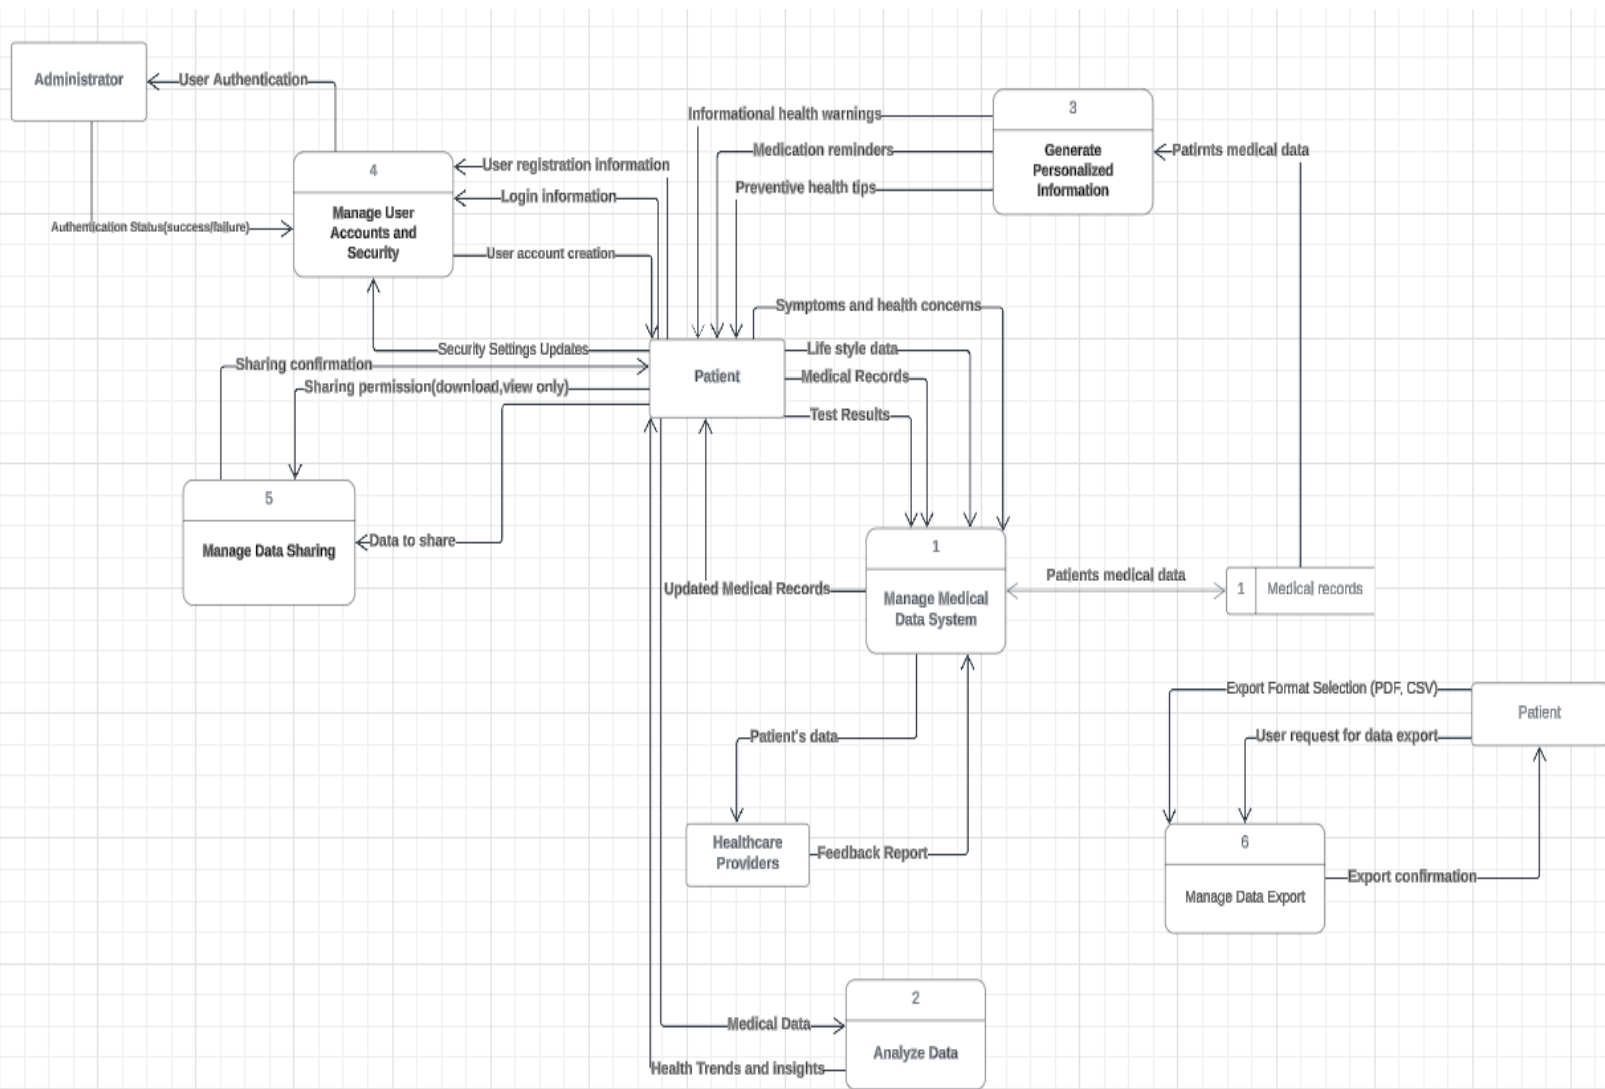 Administrator
User Authentication
3
Informational health warnings
Medication reminders
Patirnts medical data
Generate
Personalized
Information
Preventive health tips
4
User registration information
Login information
Manage User
Accounts and
Security
Authentication Status(success/failure)
User account creation
Symptoms and health concerns
Security Settings Updates
Life style data
Sharing confirmation
Patient
Medical Records
Sharing permission(download,view only)
Test Results
5
Data to share
Manage Data Sharing
1
Patients medical data
Updated Medical Records
1
Medical records
Manage Medical
Data System
Export Format Selection (PDF, CSV)
Patient
User request for data export
Patient's data
Healthcare
Providers
Feedback Report
6
Export confirmation
Manage Data Export
2
Medical Data
Analyze Data
Health Trends and insights